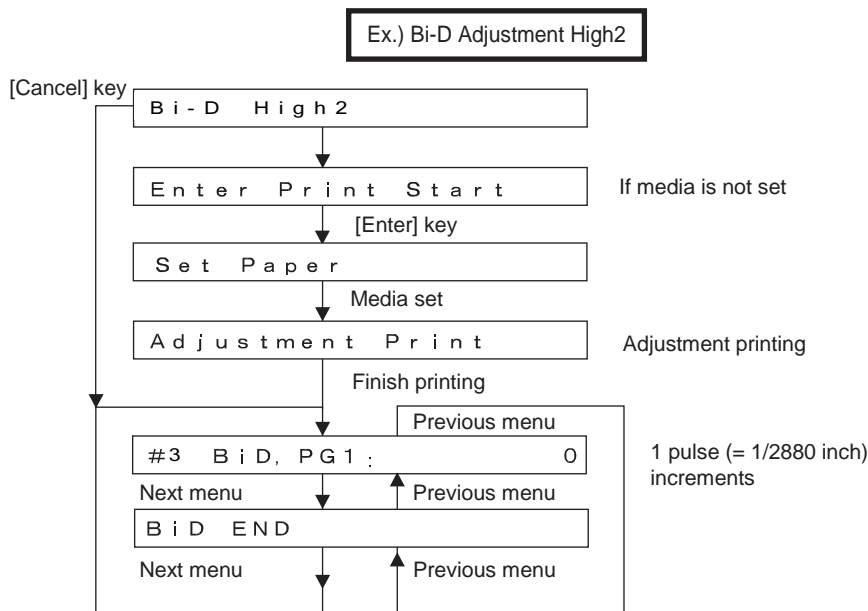 Ex.) Bi-D Adjustment High2
[Cancel] key
Bi-D High2
Enter Print Start
If media is not set
[Enter] key
Set Paper
Media set
Adjustment Print
Adjustment printing
Finish printing
Previous menu
#3 BiD, PG1: 0
1 pulse (= 1/2880 inch)
increments
Next menu
Previous menu
BiD END
Next menu
Previous menu